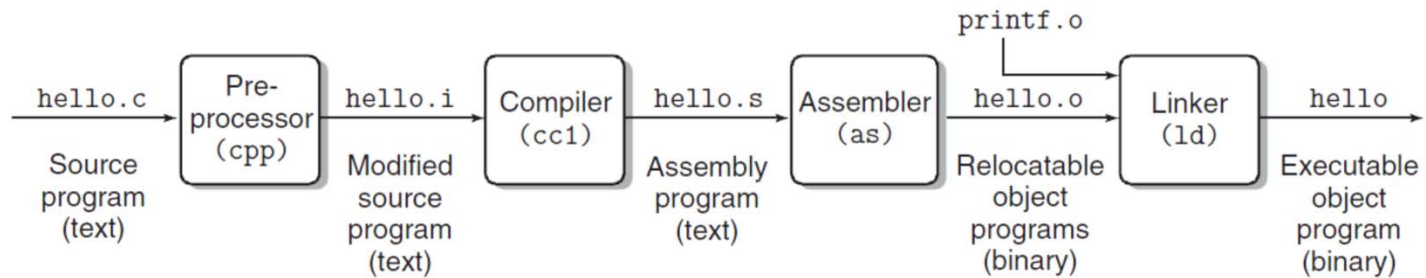 printf.o
hello.c
Pre-
processor
(cpp)
hello.i
Compiler
(cc1)
hello.s
Assembler
(as)
hello.o
Linker
(ld)
hello
Source
program
(text)
Modified
source
program
(text)
Assembly
program
(text)
Relocatable
object
programs
(binary)
Executable
object
program
(binary)